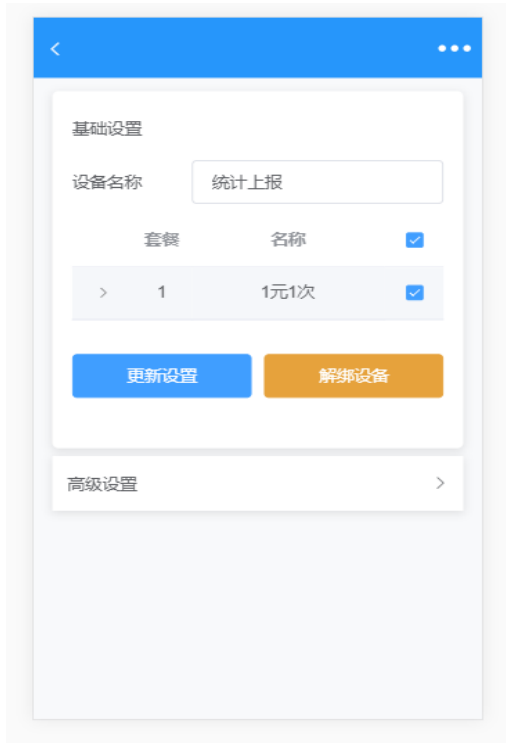 基础设置
设备名称 统计上报
套餐 名称
1 1元1次
更新设置 解绑设备
高级设置